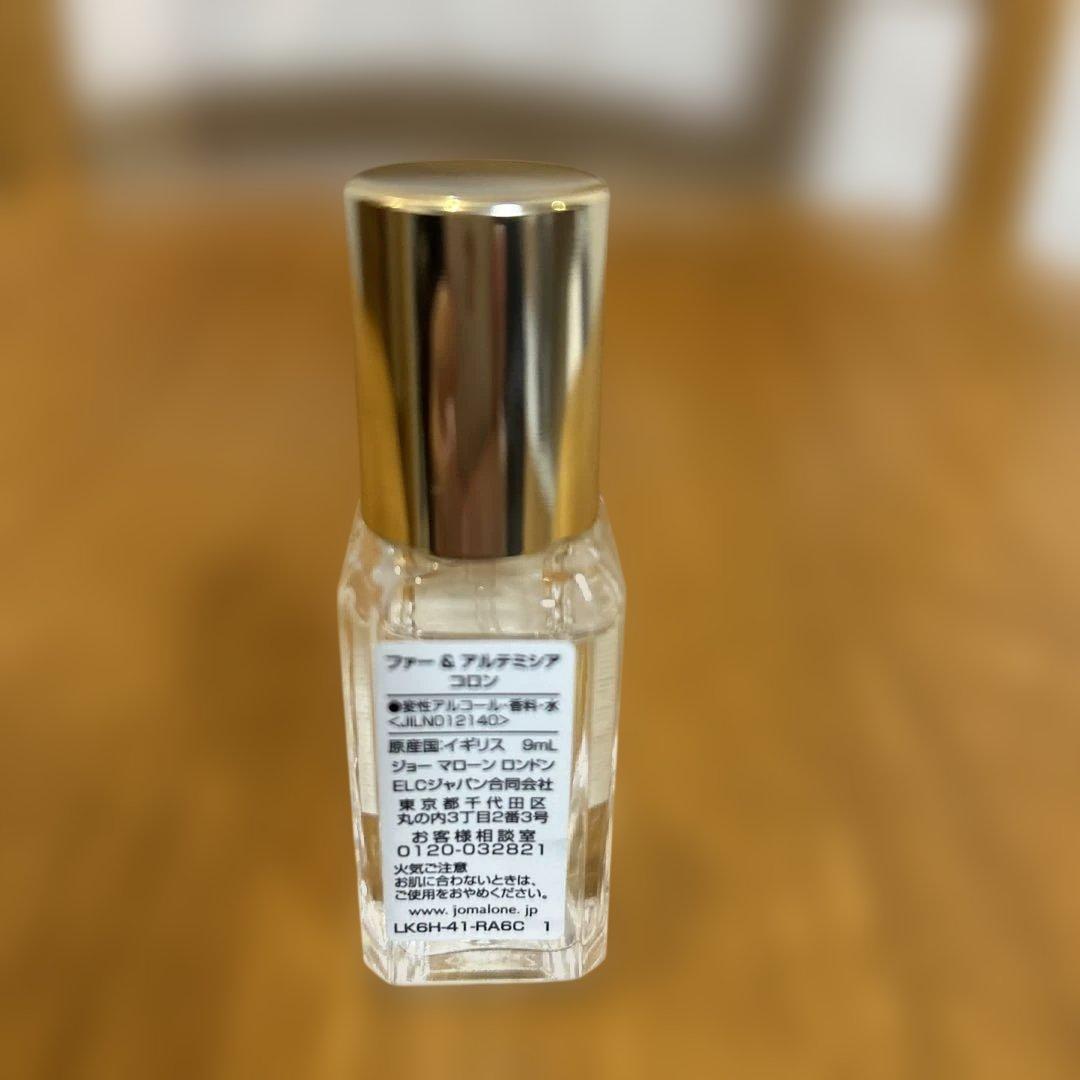 ファー & アルテミシア
コロン
●変性アルコール・香料・水
<JILN012140>
原産国:イギリス 9mL
ジョー マローン ロンドン
ELCジャパン合同会社
東京都千代田区
丸の内3丁目2番3号
お客様相談室
0120-032821
火気ご注意
お肌に合わないときは、
ご使用をおやめください。
www. jomalone. jp
LK6H-41-RA6C 1